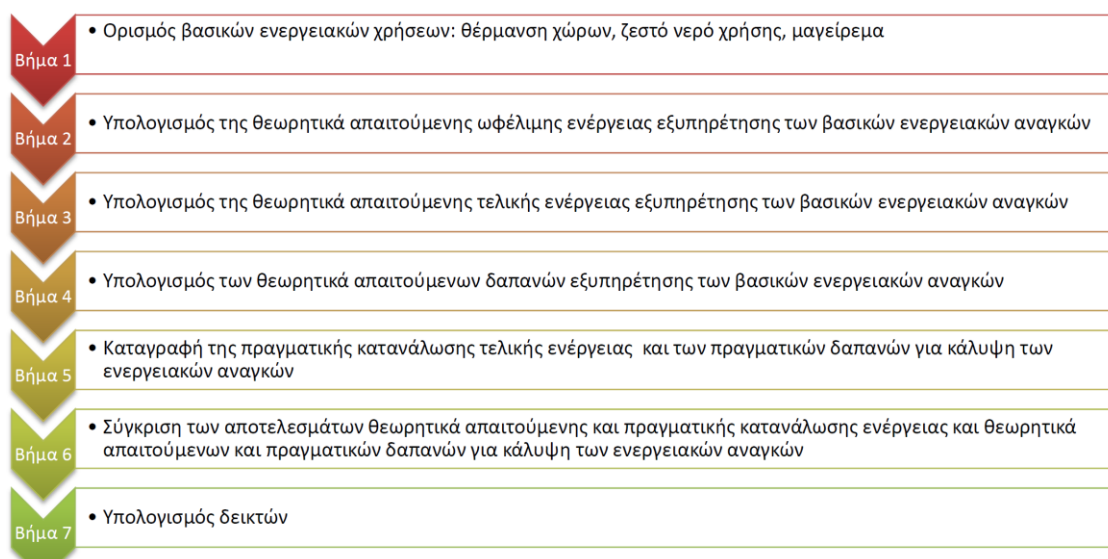 Βήμα 1
• Ορισμός βασικών ενεργειακών χρήσεων: θέρμανση χώρων, ζεστό νερό χρήσης, μαγείρεμα
Βήμα 2
• Υπολογισμός της θεωρητικά απαιτούμενης ωφέλιμης ενέργειας εξυπηρέτησης των βασικών ενεργειακών αναγκών
Βήμα 3
• Υπολογισμός της θεωρητικά απαιτούμενης τελικής ενέργειας εξυπηρέτησης των βασικών ενεργειακών αναγκών
Βήμα 4
• Υπολογισμός των θεωρητικά απαιτούμενων δαπανών εξυπηρέτησης των βασικών ενεργειακών αναγκών
Βήμα 5
• Καταγραφή της πραγματικής κατανάλωσης τελικής ενέργειας και των πραγματικών δαπανών για κάλυψη των
ενεργειακών αναγκών
Βήμα 6
• Σύγκριση των αποτελεσμάτων θεωρητικά απαιτούμενης και πραγματικής κατανάλωσης ενέργειας και θεωρητικά
απαιτούμενων και πραγματικών δαπανών για κάλυψη των ενεργειακών αναγκών
Βήμα 7
• Υπολογισμός δεικτών